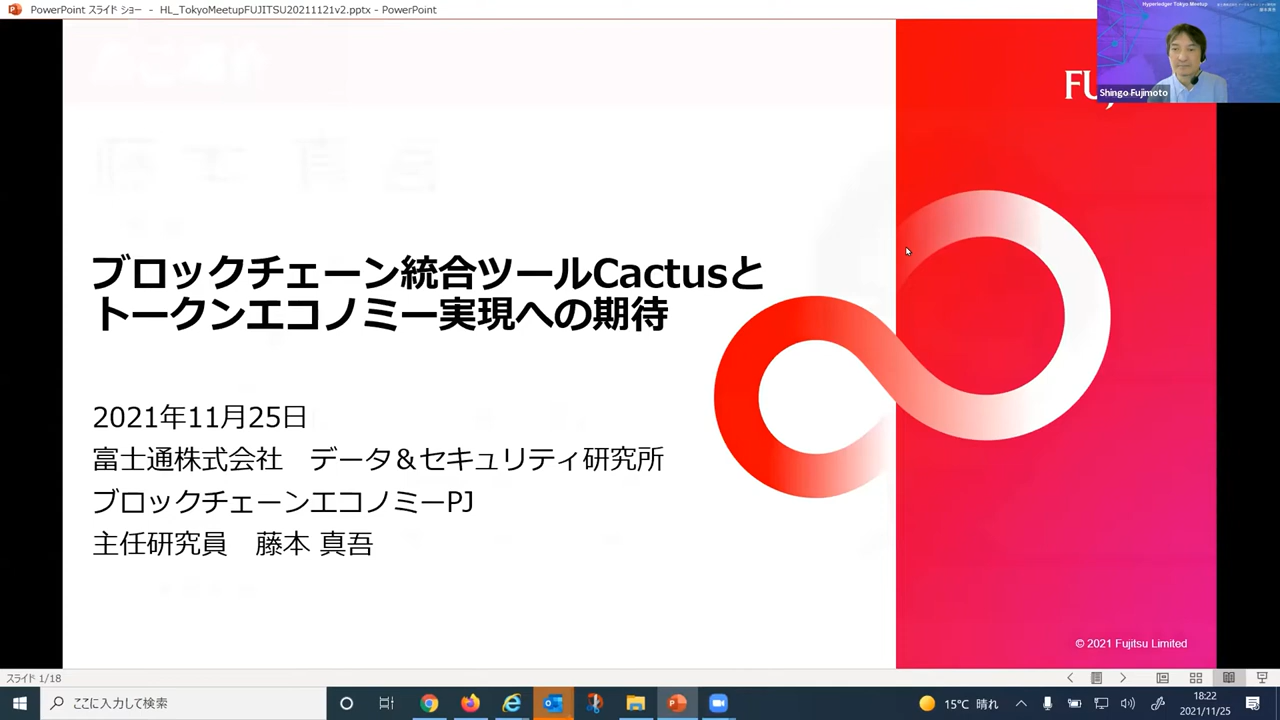 PowerPoint スライド ショー - HL_TokyoMeetupFUJITSU20211121v2.pptx - PowerPoint
Hyperledger Tokyo Meetup
Shingo Fujimoto
FUJ
ブロックチェーン統合ツールCactusと
トークンエコノミー実現への期待
2021年11月25日
富士通株式会社　データ＆セキュリティ研究所
ブロックチェーンエコノミーPJ
主任研究員　藤本 真吾
© 2021 Fujitsu Limited
スライド 1/18
ここに入力して検索
15°C 晴れ
18:22
2021/11/25